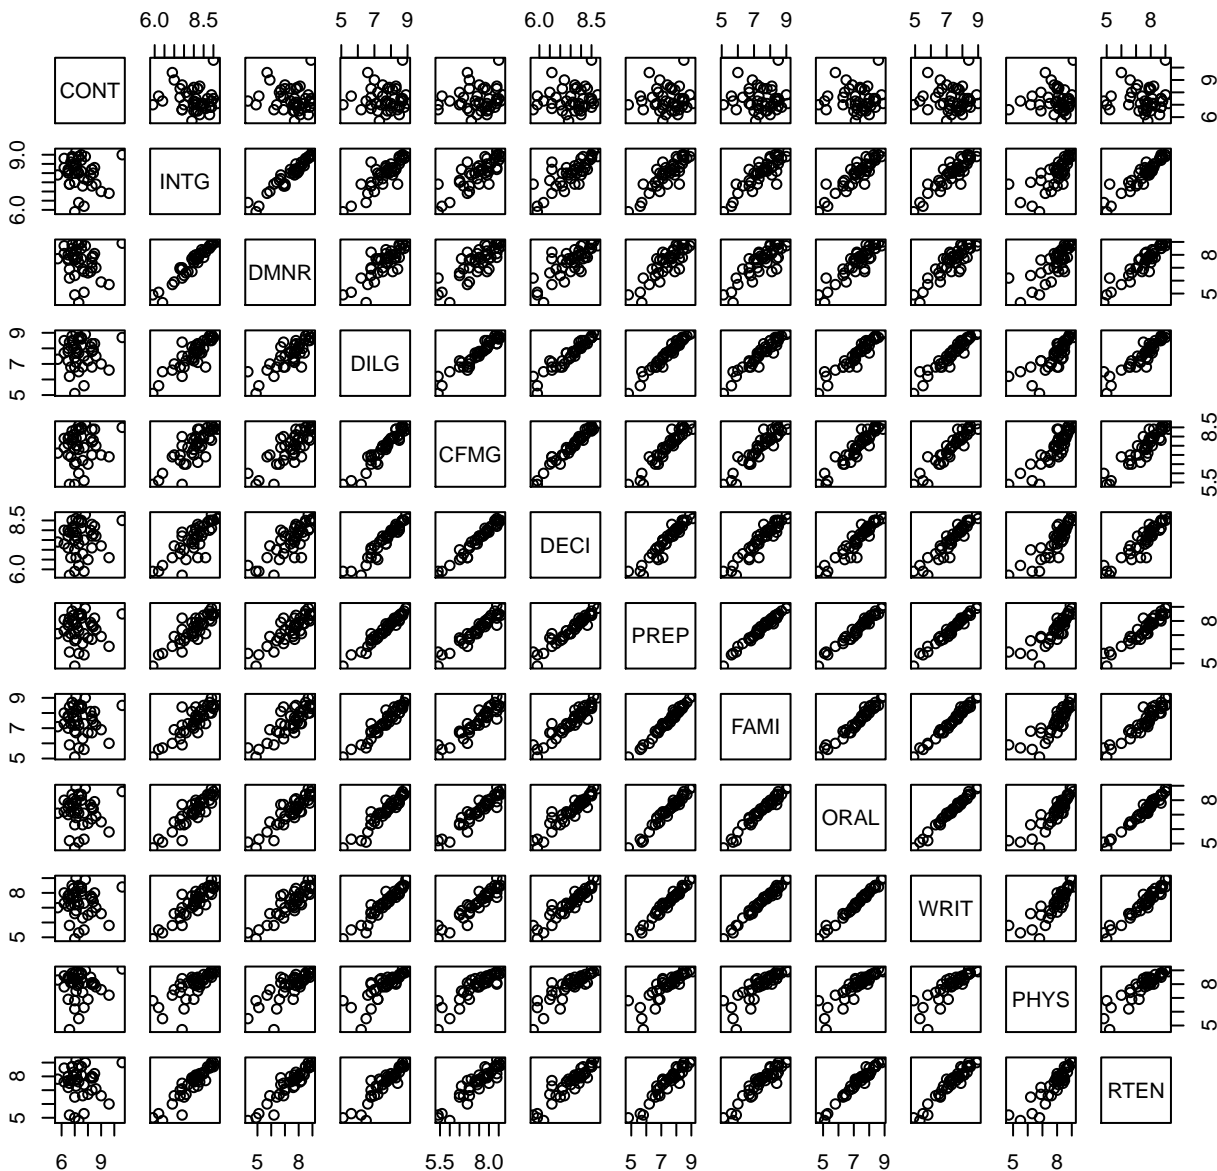 6.0 8.5 5 7 9 6.0 8.5 5 7 9 5 7 9 5 8
CONT 6 9
6.0 9.0 INTG
DMNR 5 8
5 7 9 DILG
CFMG 5.5 8.5
6.0 8.5 DECI
PREP 5 8
5 7 9 FAMI
ORAL 5 8
5 8 WRIT
PHYS 5 8
5 8 RTEN
6 9 5 8 5.5 8.0 5 7 9 5 7 9 5 8